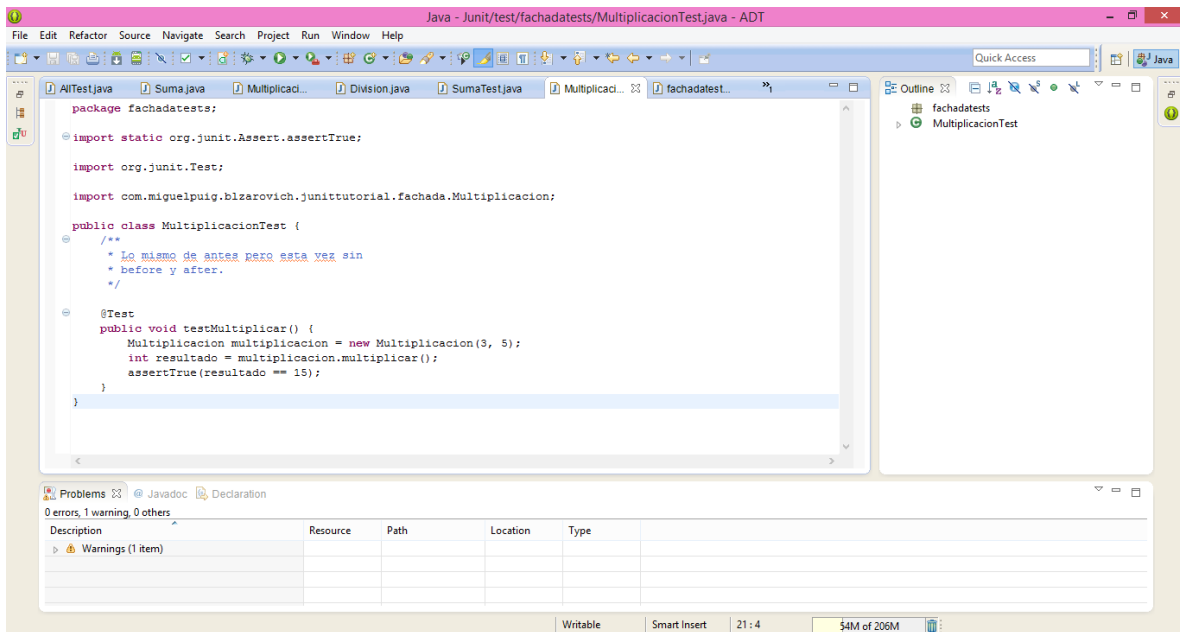 Java - Junit/test/fachadatests/MultiplicacionTest.java - ADT
File Edit Refactor Source Navigate Search Project Run Window Help
Quick Access
Java
AllTest.java Suma.java Multiplicaci... Division.java SumaTest.java Multiplicaci... fachadatest... »1
package fachadatests;
import static org.junit.Assert.assertTrue;
import org.junit.Test;
import com.miguelpuig.blzarovich.junittutorial.fachada.Multiplicacion;
public class MultiplicacionTest {
/**
* Lo mismo de antes pero esta vez sin
* before y after.
*/
@Test
public void testMultiplicar() {
Multiplicacion multiplicacion = new Multiplicacion(3, 5);
int resultado = multiplicacion.multiplicar();
assertTrue(resultado == 15);
}
}
Outline
fachadatests
MultiplicacionTest
Problems @ Javadoc Declaration
0 errors, 1 warning, 0 others
Description Resource Path Location Type
Warnings (1 item)
Writable Smart Insert 21 : 4 54M of 206M